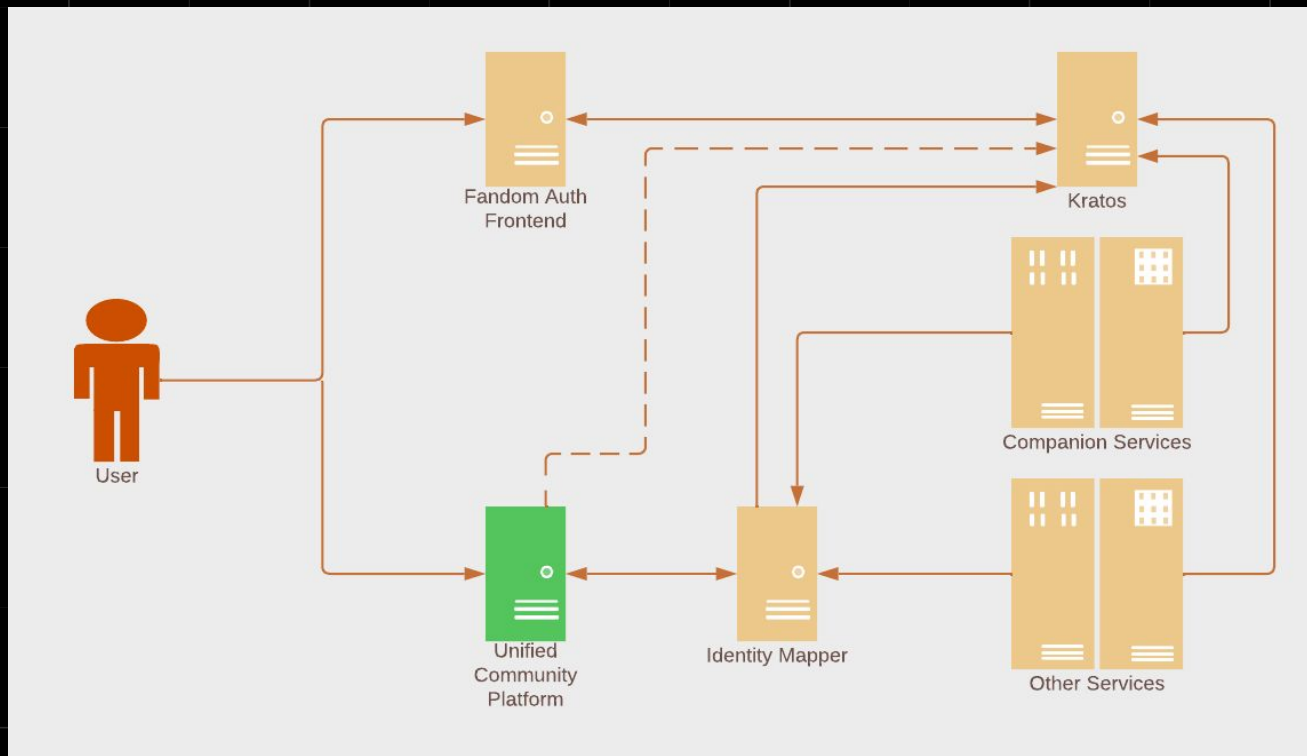 Fandom Auth
Frontend
Kratos
Companion Services
User
Unified
Community
Platform
Identity Mapper
Other Services